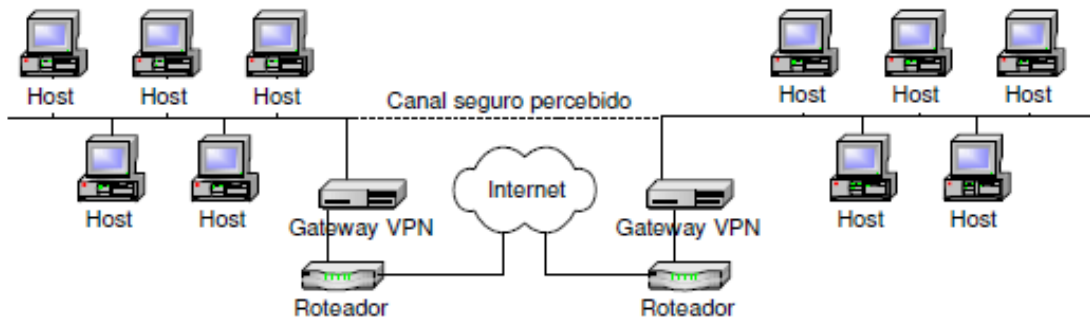 Host Host Host Host Host Host
Canal seguro percebido
Host Host Host Host
Internet
Gateway VPN Gateway VPN
Roteador Roteador